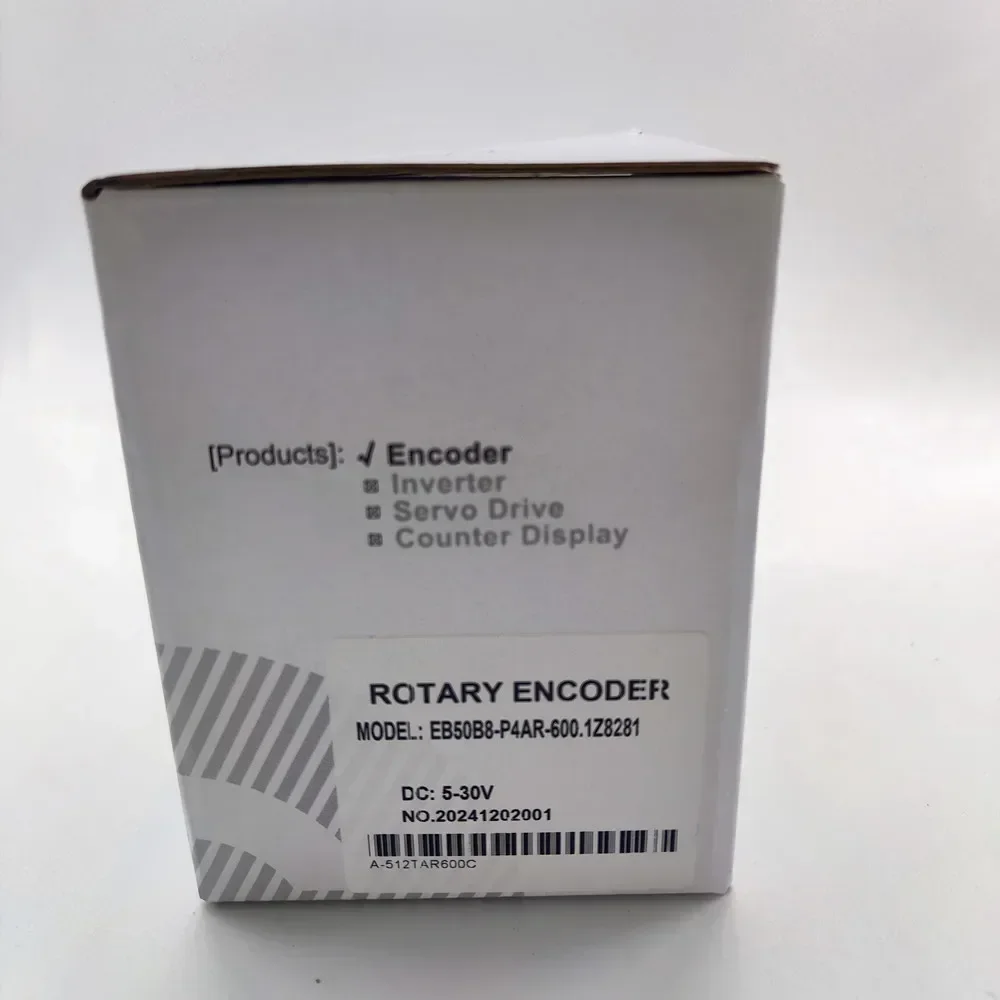 [Products]: √ Encoder
Inverter
Servo Drive
Counter Display
ROTARY ENCODER
MODEL: EB50B8-P4AR-600.1Z8281
DC: 5-30V
NO.20241202001
A-512TAR600C